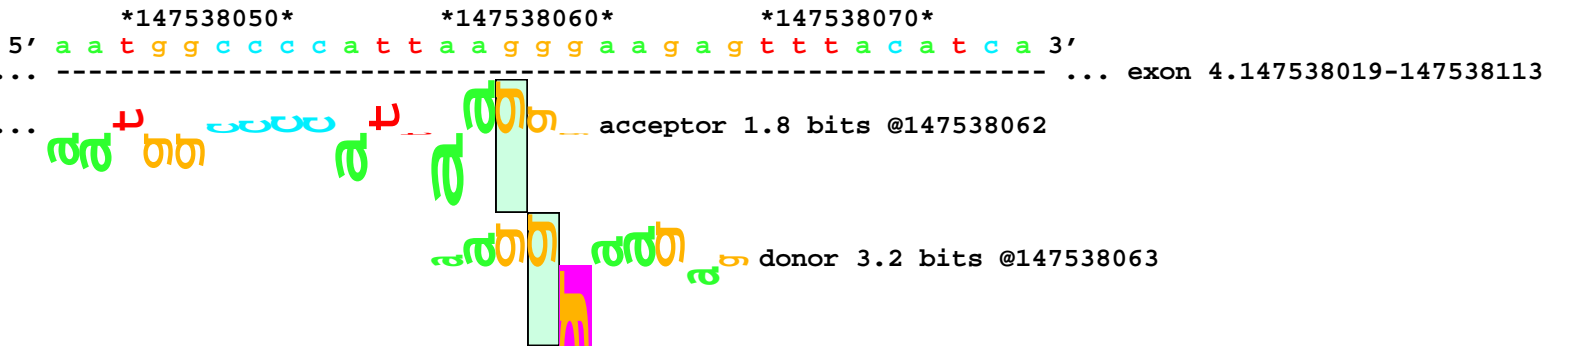 *147538050* *147538060* *147538070*
5′ a a t g g c c c c a t t a a g g g a a g a g t t t a c a t c a 3′
... ------------------------------------------------------------- ... exon 4.147538019-147538113
... a a t g g c c c c a t t a a g g g acceptor 1.8 bits @147538062
a a g g g a a g a g donor 3.2 bits @147538063